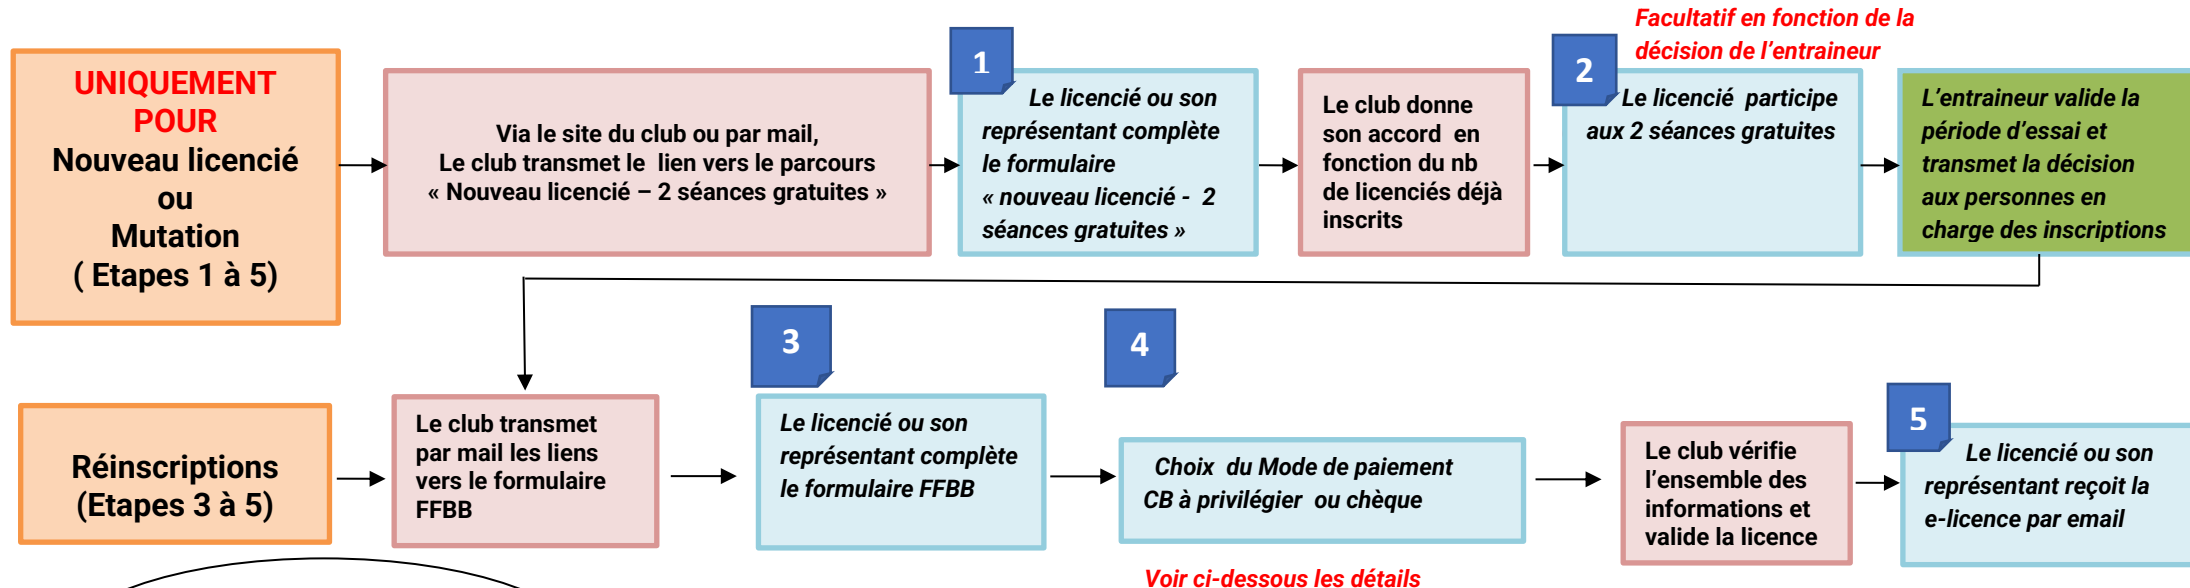 UNIQUEMENT
POUR
Nouveau licencié
ou
Mutation
( Etapes 1 à 5)
Via le site du club ou par mail,
Le club transmet le lien vers le parcours
« Nouveau licencié – 2 séances gratuites »
1
Le licencié ou son
représentant complète
le formulaire
« nouveau licencié - 2
séances gratuites »
Le club donne
son accord en
fonction du nb
de licenciés déjà
inscrits
Facultatif en fonction de la
décision de l'entraineur
2
Le licencié participe
aux 2 séances gratuites
L'entraineur valide la
période d'essai et
transmet la décision
aux personnes en
charge des inscriptions
Réinscriptions
(Etapes 3 à 5)
Le club transmet
par mail les liens
vers le formulaire
FFBB
3
Le licencié ou son
représentant complète
le formulaire FFBB
4
Choix du Mode de paiement
CB à privilégier ou chèque
Voir ci-dessous les détails
Le club vérifie
l'ensemble des
informations et
valide la licence
5
Le licencié ou son
représentant reçoit la
e-licence par email